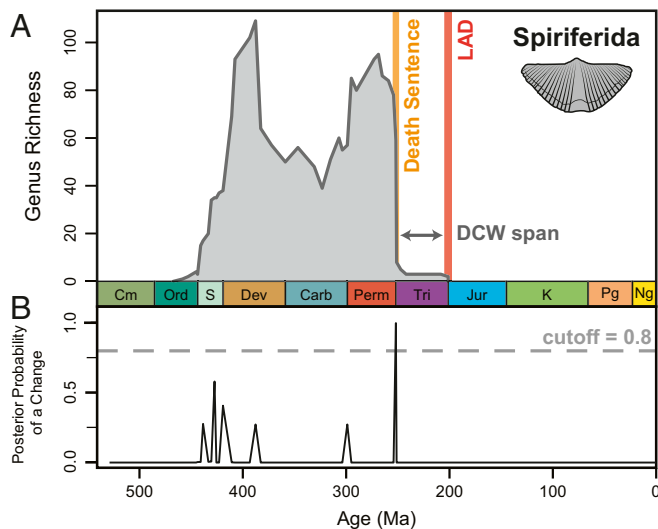 A
Spiriferida
Genus Richness
100
80
60
40
20
0
Death Sentence
LAD
DCW span
Cm Ord S Dev Carb Perm Tri Jur K Pg Ng
B
Posterior Probability
of a Change
1.0
0.5
0.0
cutoff = 0.8
500 400 300 200 100 0
Age (Ma)